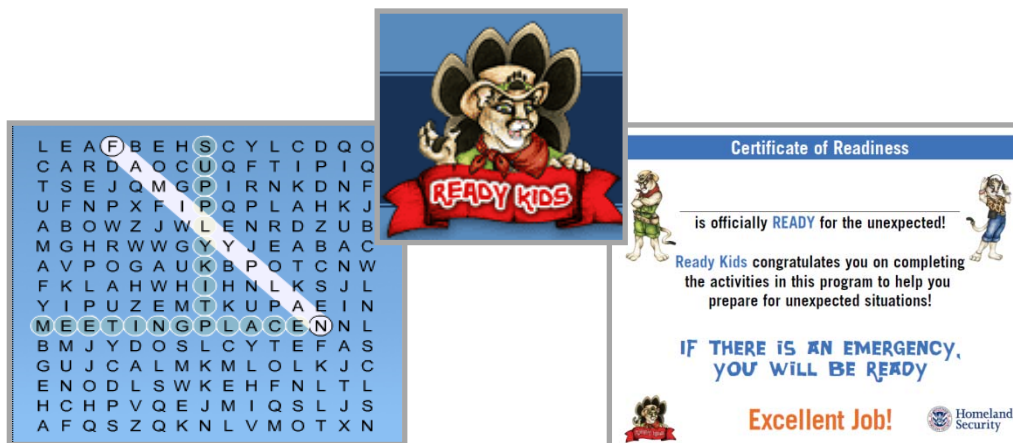 L E A F B E H S C Y L C D Q O
C A R D A O C U Q F T I P I Q
T S E J Q M G P I R N K D N F
U F N P X F I P Q P L A H K J
A B O W Z J W L E N R D Z U B
M G H R W W G Y Y J E A B A C
A V P O G A U K B P O T C N W
F K L A H W H I H N L K S J L
Y I P U Z E M T K U P A E I N
M E E T I N G P L A C E N N L
B M J Y D O S L C Y T E F A S
G U J C A L M K M L O L K J C
E N O D L S W K E H F N L T L
H C H P V Q E J M I Q S L J S
A F Q S Z Q K N L V M O T X N
READY KIDS
Certificate of Readiness
is officially READY for the unexpected!
Ready Kids congratulates you on completing
the activities in this program to help you
prepare for unexpected situations!
IF THERE IS AN EMERGENCY,
YOU WILL BE READY
READY KIDS
Excellent Job!
Homeland
Security